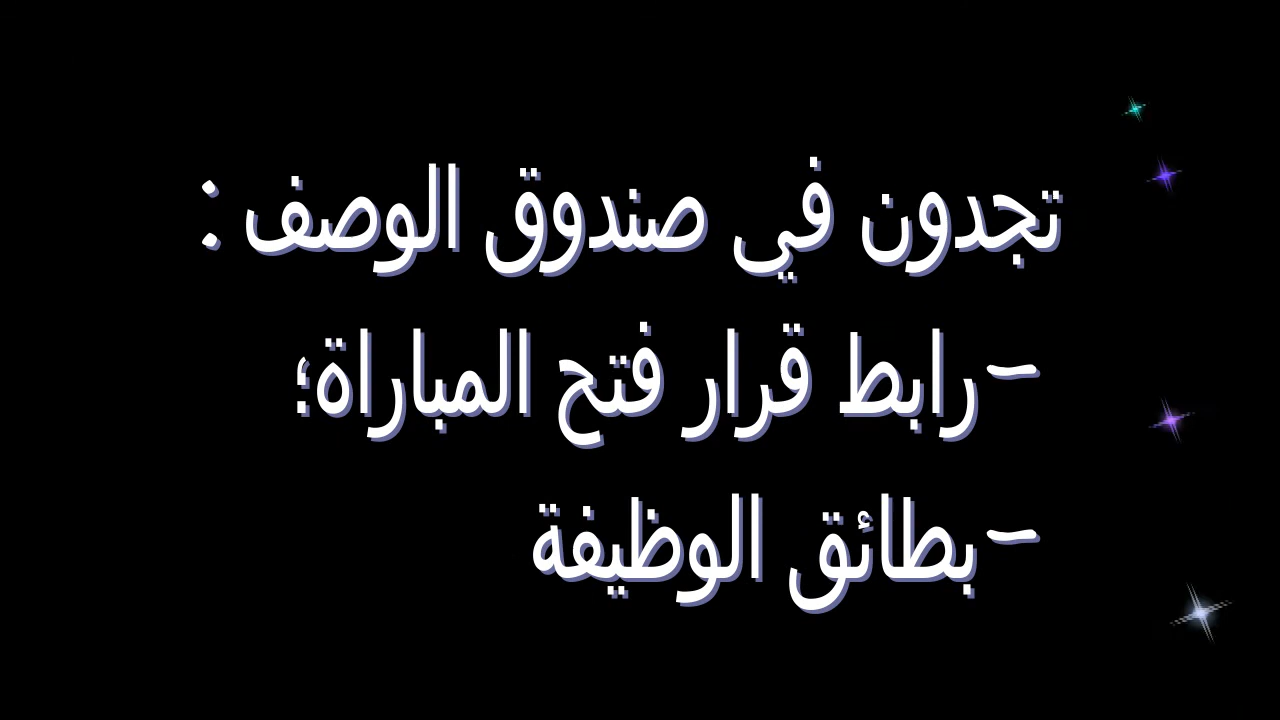 تجدون في صندوق الوصف :
–رابط قرار فتح المباراة؛
–بطائق الوظيفة